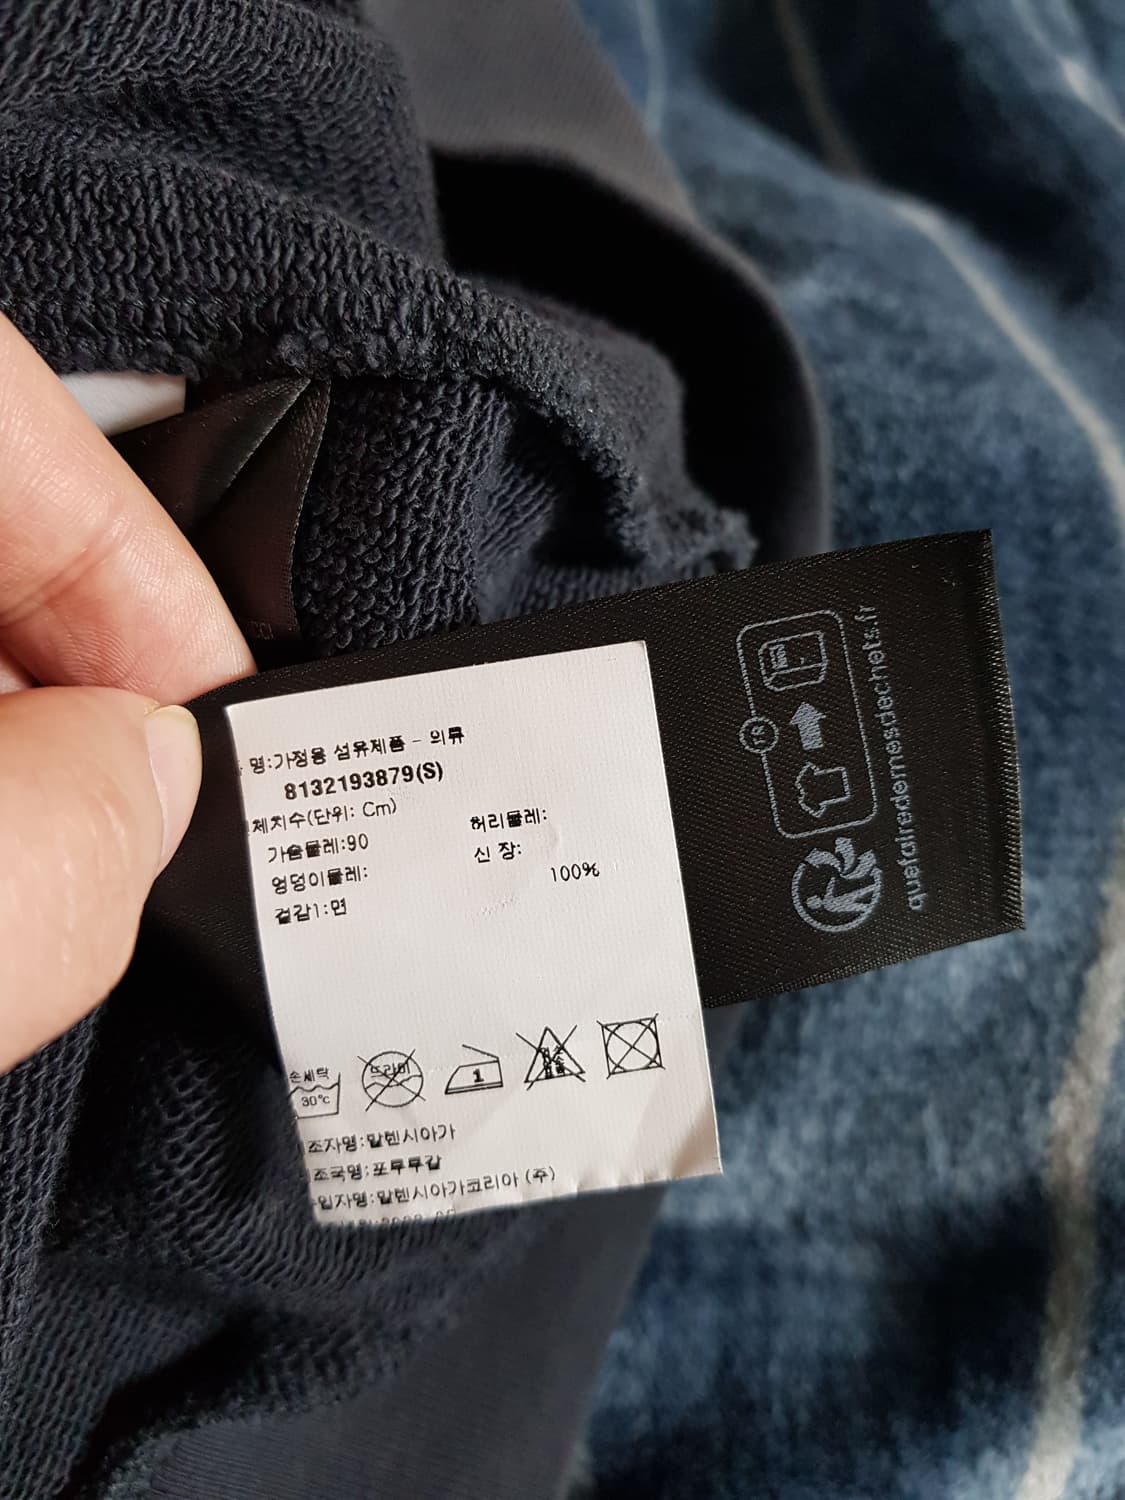 명:가정용 섬유제품 - 의류
8132193879(S)
체치수(단위: Cm)
가슴둘레:90
허리둘레:
엉덩이둘레:
신 장:
겉감1:면
100%
손세탁
30°c
드라이
1
조자명:발렌시아가
조국명:포루투갈
입자명:발렌시아가코리아 (주)
FR
quefairedemesdechets.fr